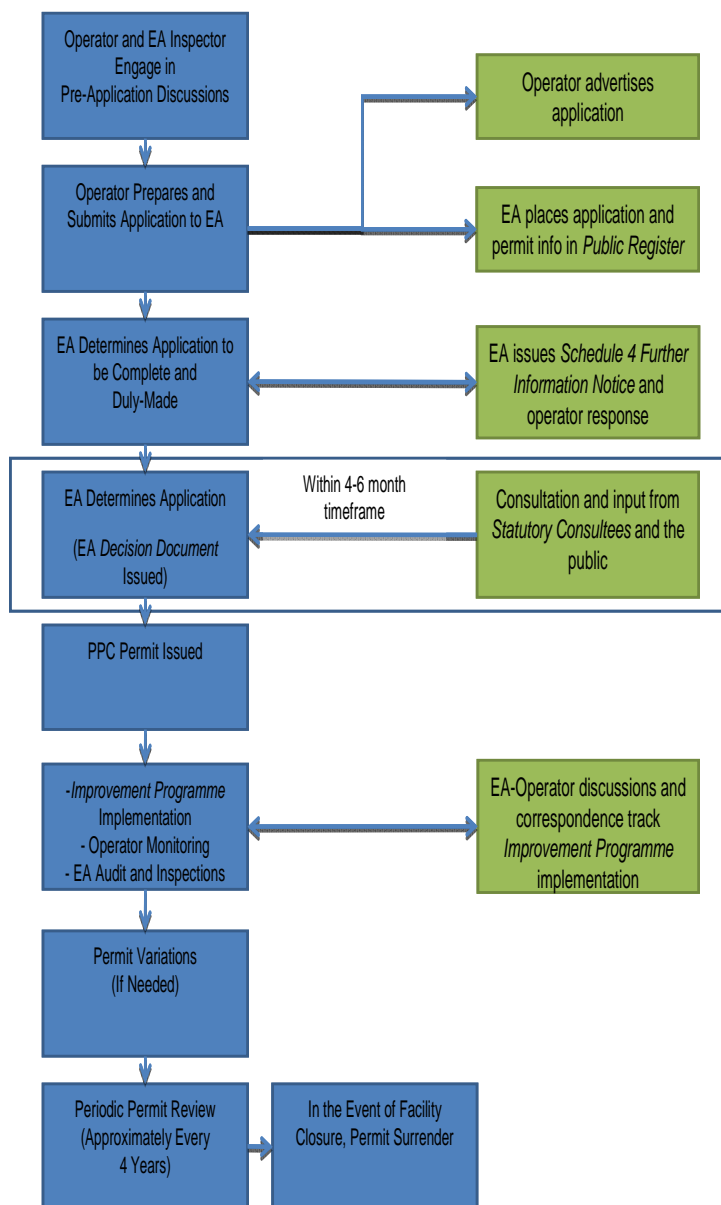 Operator and EA Inspector
Engage in
Pre-Application Discussions
Operator advertises
application
Operator Prepares and
Submits Application to EA
EA places application and
permit info in Public Register
EA Determines Application to
be Complete and
Duly-Made
EA issues Schedule 4 Further
Information Notice and
operator response
EA Determines Application
(EA Decision Document
Issued)
Within 4-6 month
timeframe
Consultation and input from
Statutory Consultees and the
public
PPC Permit Issued
-Improvement Programme
Implementation
- Operator Monitoring
- EA Audit and Inspections
EA-Operator discussions and
correspondence track
Improvement Programme
implementation
Permit Variations
(If Needed)
Periodic Permit Review
(Approximately Every
4 Years)
In the Event of Facility
Closure, Permit Surrender